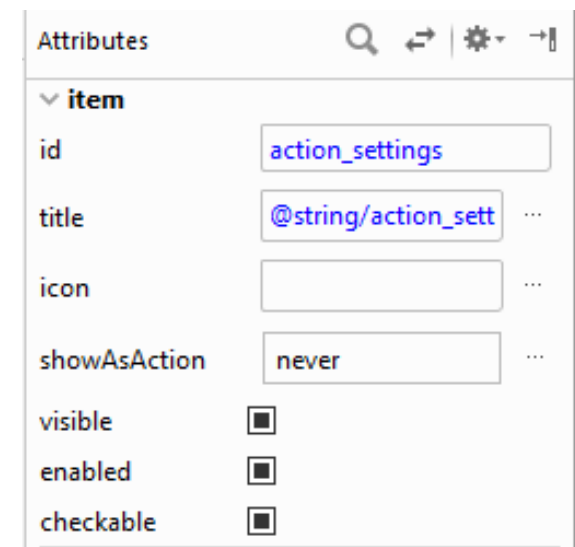 Attributes
item
id action_settings
title @string/action_sett ...
icon ...
showAsAction never ...
visible
enabled
checkable